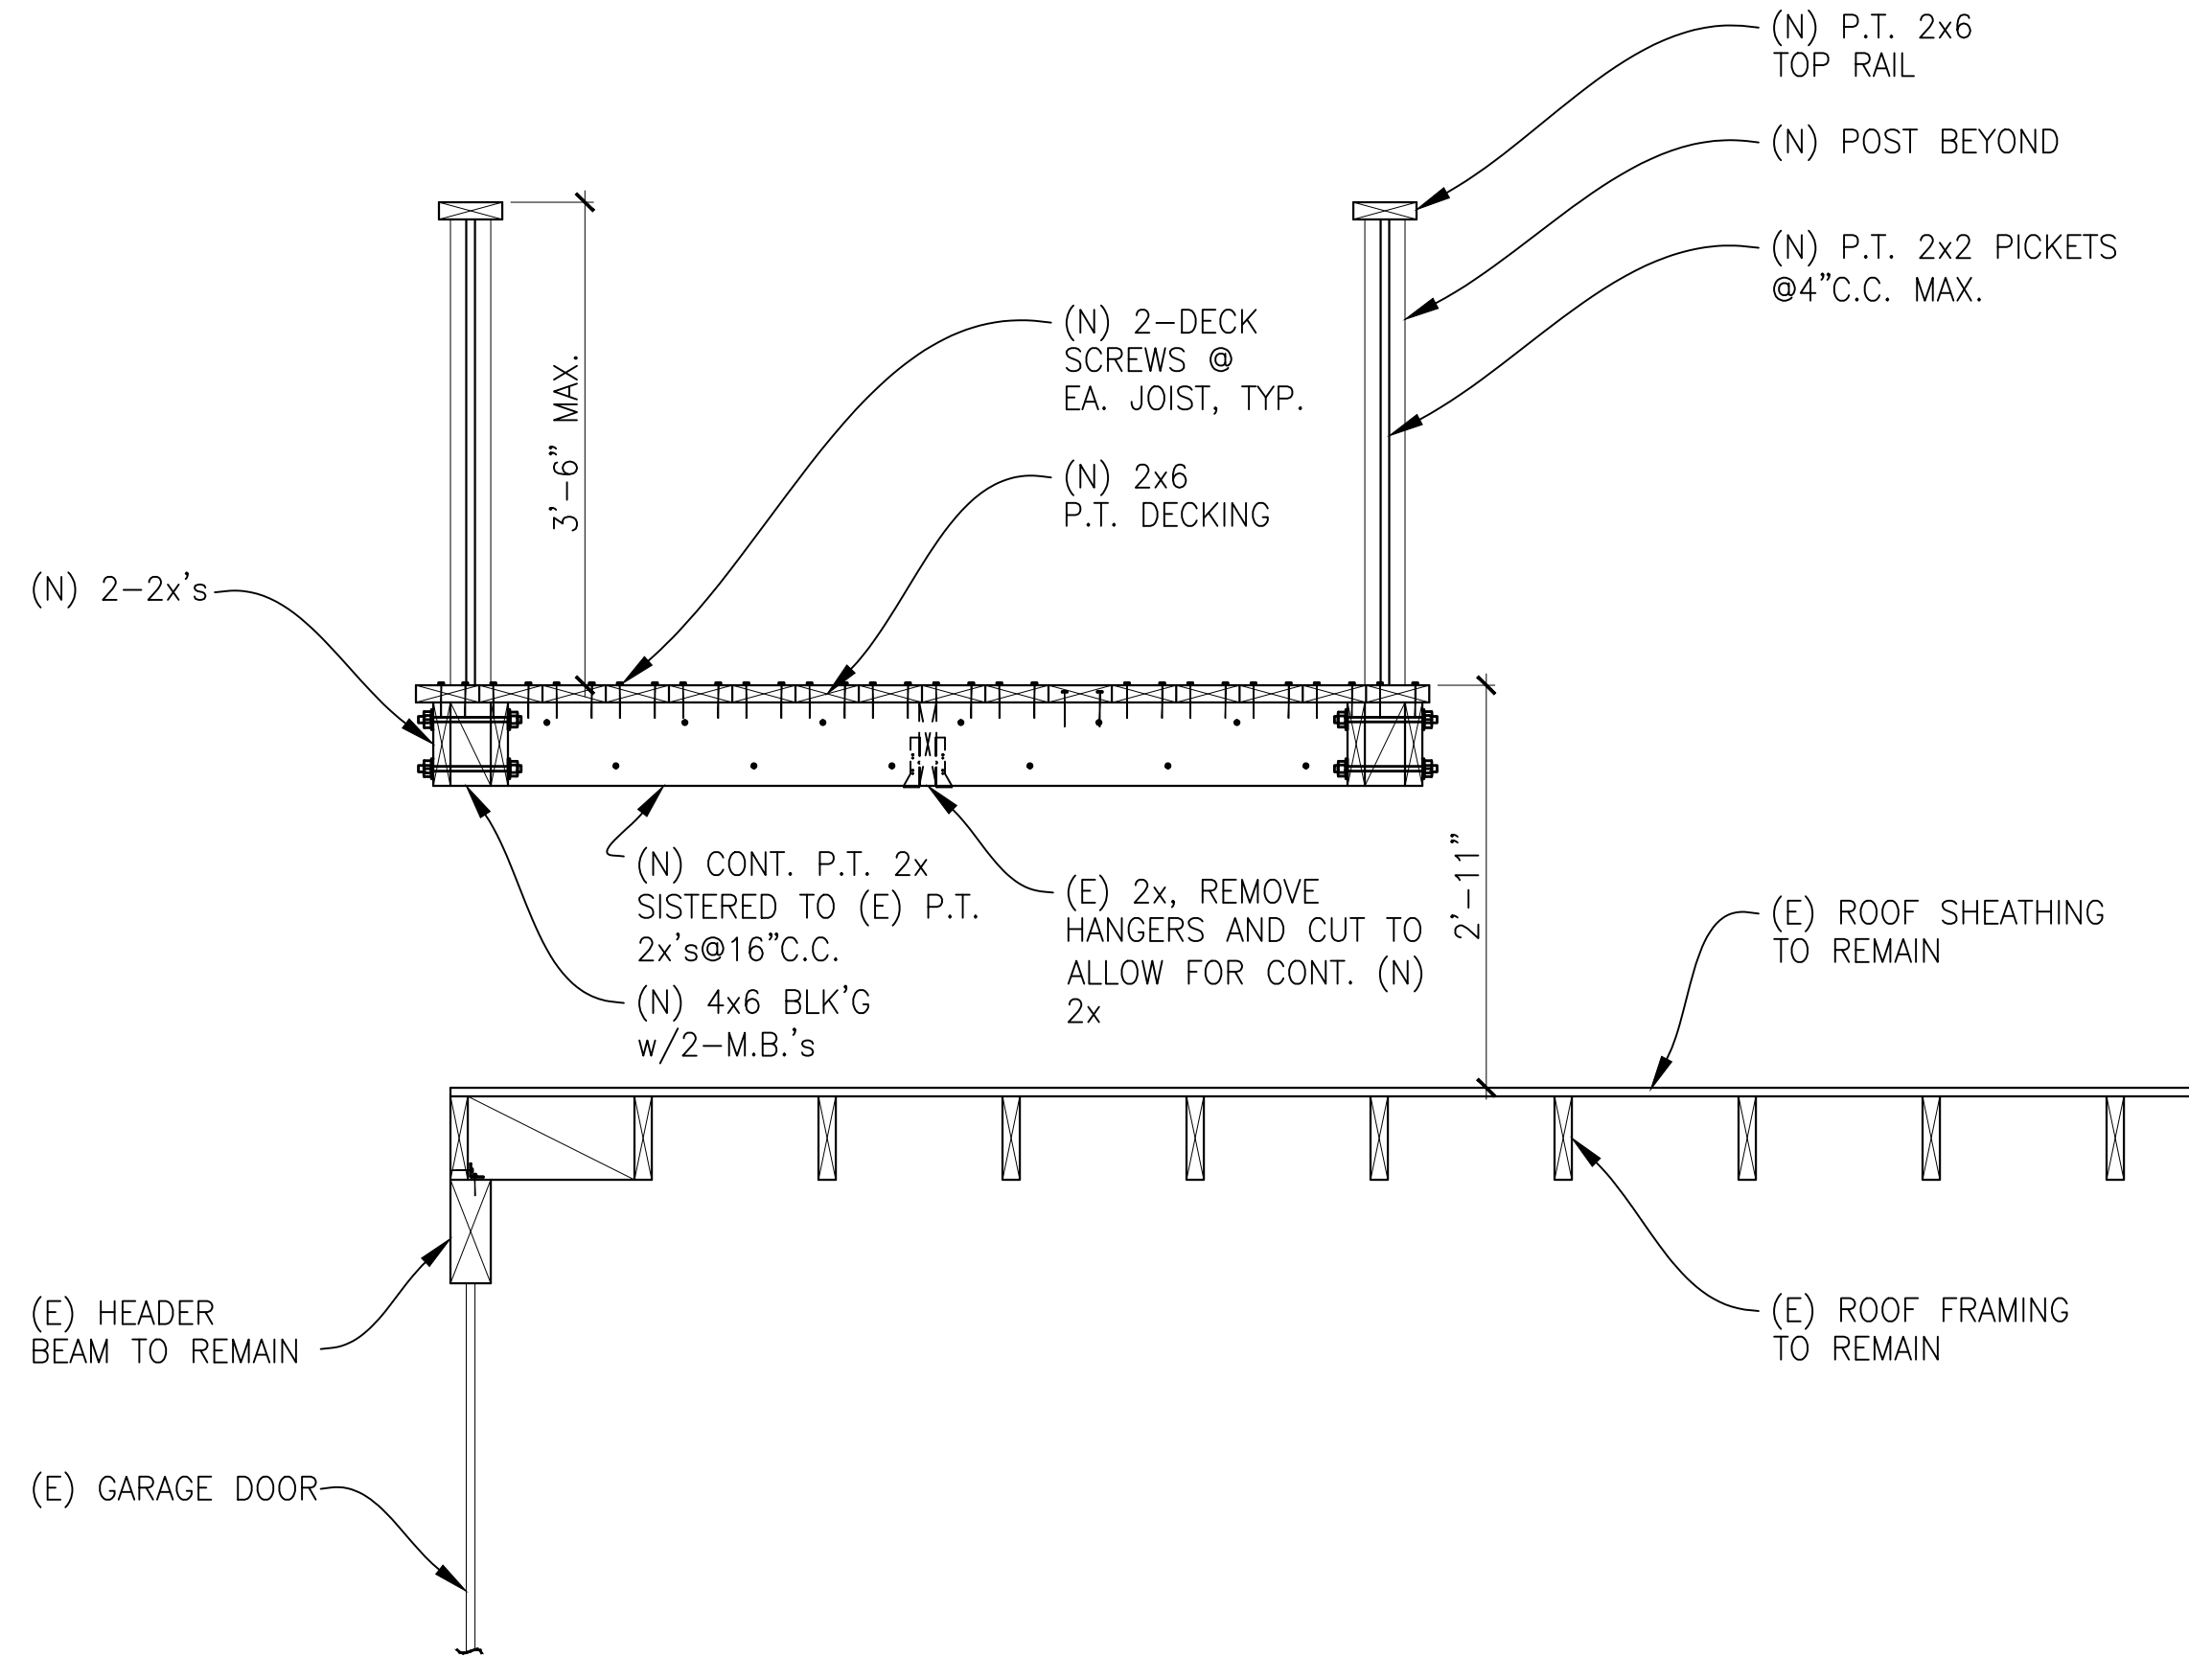 (N) P.T. 2x6
TOP RAIL
(N) POST BEYOND
(N) P.T. 2x2 PICKETS
@4"C.C. MAX.
(N) 2-DECK
SCREWS @
EA. JOIST, TYP.
3'-6" MAX.
(N) 2x6
P.T. DECKING
(N) 2-2x's
(N) CONT. P.T. 2x
SISTERED TO (E) P.T.
2x's@16"C.C.
(N) 4x6 BLK'G
w/2-M.B.'s
(E) 2x, REMOVE
HANGERS AND CUT TO
ALLOW FOR CONT. (N)
2x
2'-11"
(E) ROOF SHEATHING
TO REMAIN
(E) HEADER
BEAM TO REMAIN
(E) ROOF FRAMING
TO REMAIN
(E) GARAGE DOOR